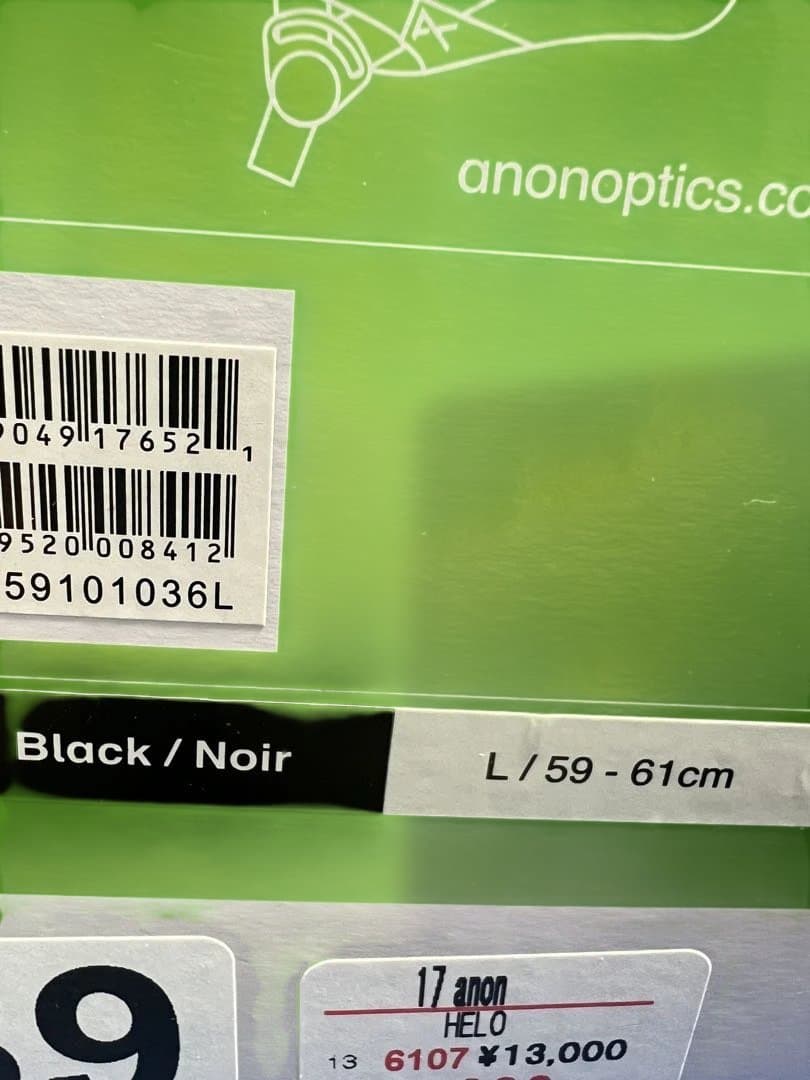 anonoptics.co
049 17652 1
9520 008412
59101036L
Black / Noir
L / 59 - 61cm
9
17 anon
HELO
13 6107 ¥13,000